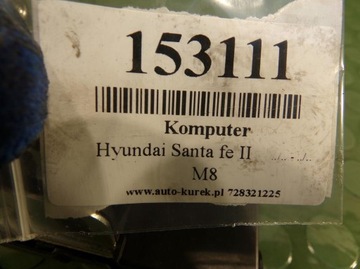 153111
Komputer
Hyundai Santa fe II ../.. - ../..
M8
www.auto-kurek.pl 728321225